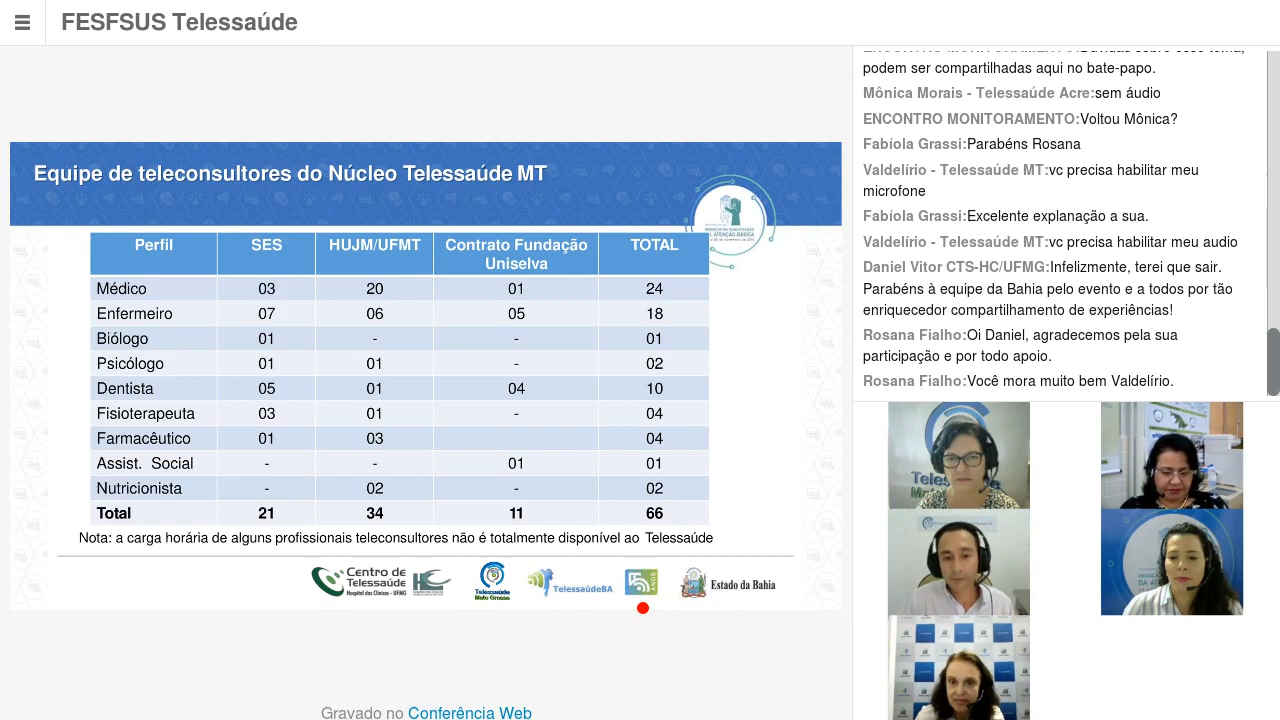 FESFSUS Telessaúde
Equipe de teleconsultores do Núcleo Telessaúde MT
Perfil SES HUJM/UFMT Contrato Fundação Uniselva TOTAL
Médico 03 20 01 24
Enfermeiro 07 06 05 18
Biólogo 01 - - 01
Psicólogo 01 01 - 02
Dentista 05 01 04 10
Fisioterapeuta 03 01 - 04
Farmacêutico 01 03 04
Assist. Social - - 01 01
Nutricionista - 02 - 02
Total 21 34 11 66
Nota: a carga horária de alguns profissionais teleconsultores não é totalmente disponível ao Telessaúde
Centro de
Telessaúde
Hospital das Clínicas - UFMG
HC
Telessaúde
Mato Grosso
TelessaúdeBA
ANOS
Estado da Bahia
Gravado no Conferência Web
podem ser compartilhadas aqui no bate-papo.
Mônica Morais - Telessaúde Acre:sem áudio
ENCONTRO MONITORAMENTO:Voltou Mônica?
Fabíola Grassi:Parabéns Rosana
Valdelírio - Telessaúde MT:vc precisa habilitar meu
microfone
Fabíola Grassi:Excelente explanação a sua.
Valdelírio - Telessaúde MT:vc precisa habilitar meu audio
Daniel Vitor CTS-HC/UFMG:Infelizmente, terei que sair.
Parabéns à equipe da Bahia pelo evento e a todos por tão
enriquecedor compartilhamento de experiências!
Rosana Fialho:Oi Daniel, agradecemos pela sua
participação e por todo apoio.
Rosana Fialho:Você mora muito bem Valdelírio.